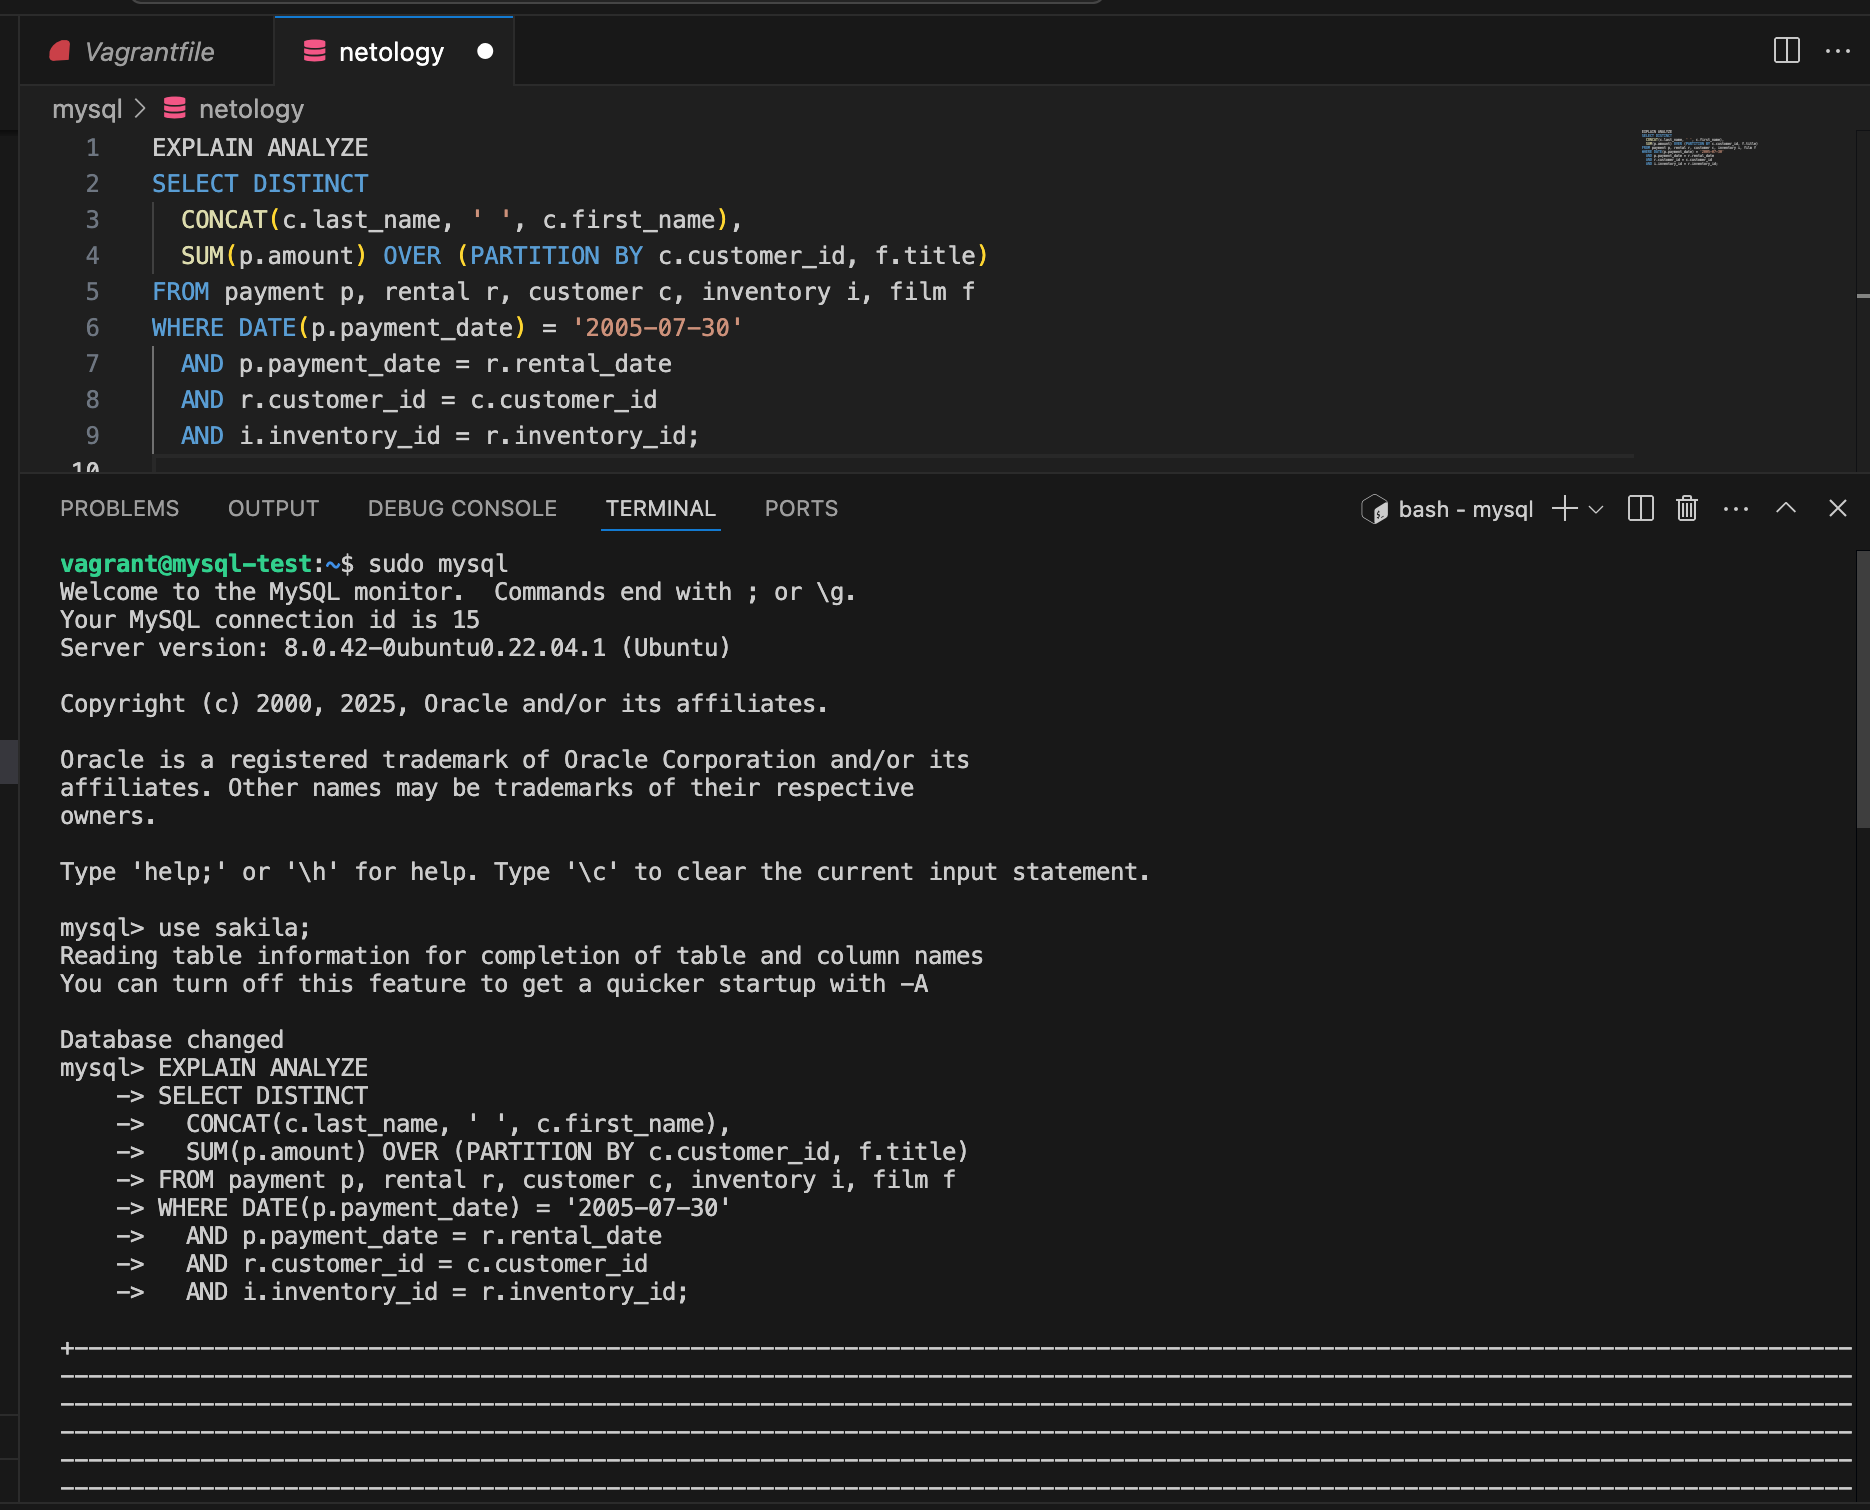 Vagrantfile
netology
mysql > netology
1 EXPLAIN ANALYZE
2 SELECT DISTINCT
3   CONCAT(c.last_name, ' ', c.first_name),
4   SUM(p.amount) OVER (PARTITION BY c.customer_id, f.title)
5 FROM payment p, rental r, customer c, inventory i, film f
6 WHERE DATE(p.payment_date) = '2005-07-30'
7   AND p.payment_date = r.rental_date
8   AND r.customer_id = c.customer_id
9   AND i.inventory_id = r.inventory_id;
10
PROBLEMS OUTPUT DEBUG CONSOLE TERMINAL PORTS
bash - mysql
vagrant@mysql-test:~$ sudo mysql
Welcome to the MySQL monitor.  Commands end with ; or \g.
Your MySQL connection id is 15
Server version: 8.0.42-0ubuntu0.22.04.1 (Ubuntu)
Copyright (c) 2000, 2025, Oracle and/or its affiliates.
Oracle is a registered trademark of Oracle Corporation and/or its
affiliates. Other names may be trademarks of their respective
owners.
Type 'help;' or '\h' for help. Type '\c' to clear the current input statement.
mysql> use sakila;
Reading table information for completion of table and column names
You can turn off this feature to get a quicker startup with -A
Database changed
mysql> EXPLAIN ANALYZE
    -> SELECT DISTINCT
    ->   CONCAT(c.last_name, ' ', c.first_name),
    ->   SUM(p.amount) OVER (PARTITION BY c.customer_id, f.title)
    -> FROM payment p, rental r, customer c, inventory i, film f
    -> WHERE DATE(p.payment_date) = '2005-07-30'
    ->   AND p.payment_date = r.rental_date
    ->   AND r.customer_id = c.customer_id
    ->   AND i.inventory_id = r.inventory_id;